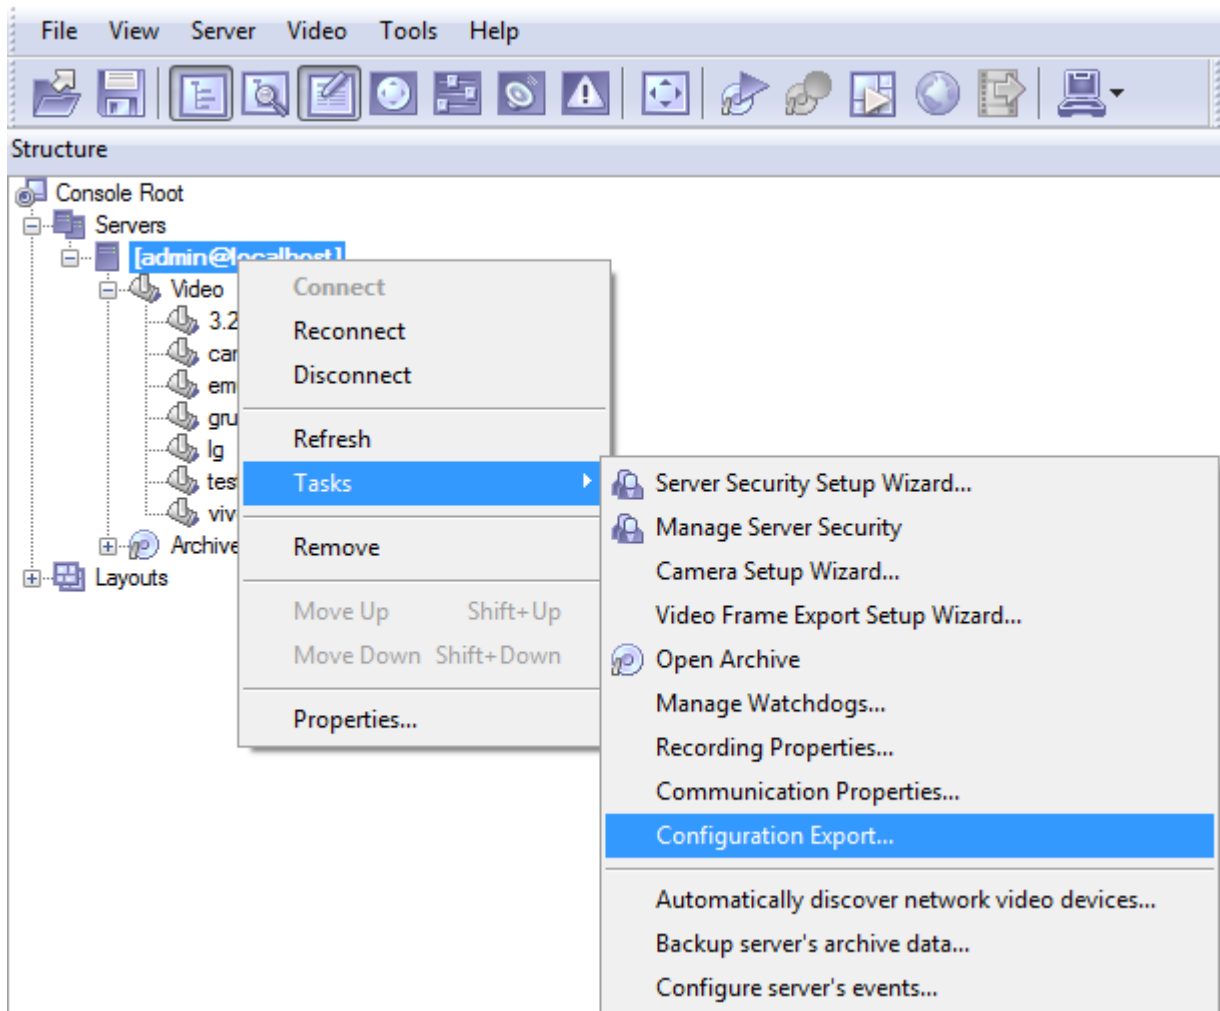 File View Server Video Tools Help
Structure
Console Root
Servers
[admin@localhost]
Video
3.2
lg
Archive
Layouts
Connect
Reconnect
Disconnect
Refresh
Tasks
Remove
Move Up Shift+Up
Move Down Shift+Down
Properties...
Server Security Setup Wizard...
Manage Server Security
Camera Setup Wizard...
Video Frame Export Setup Wizard...
Open Archive
Manage Watchdogs...
Recording Properties...
Communication Properties...
Configuration Export...
Automatically discover network video devices...
Backup server's archive data...
Configure server's events...